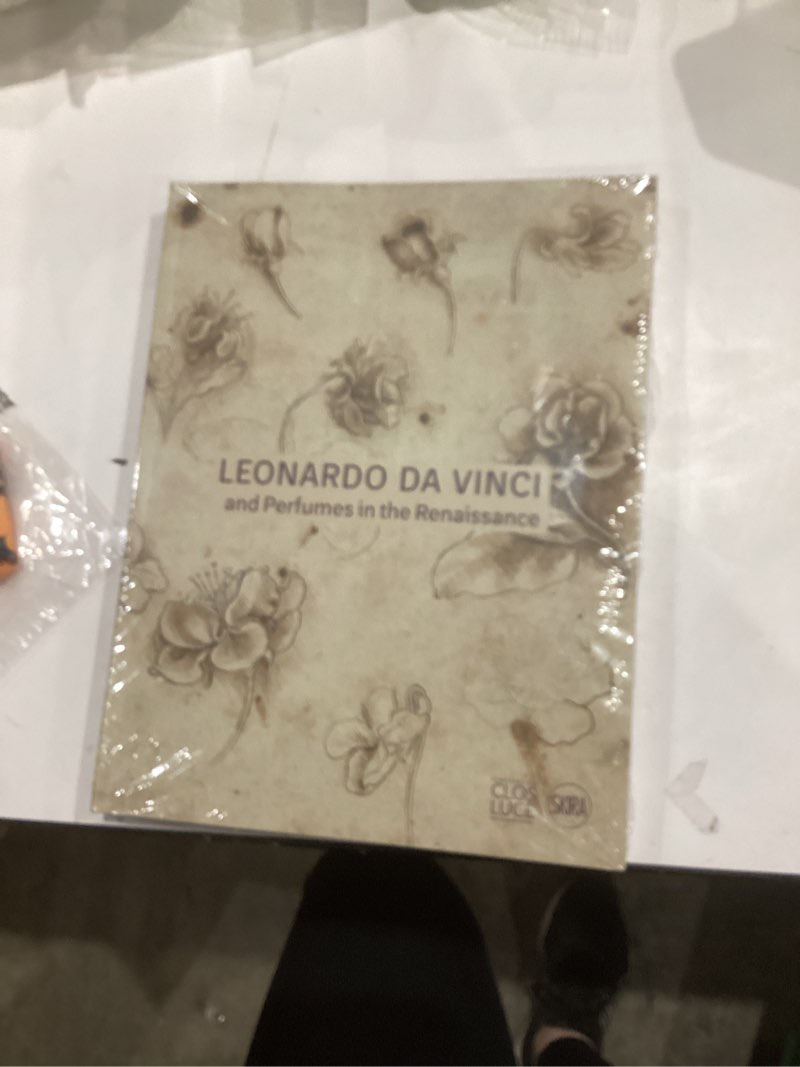 LEONARDO DA VINCI
and Perfumes in the Renaissance
CLOS
LUCÉ
SKIRA